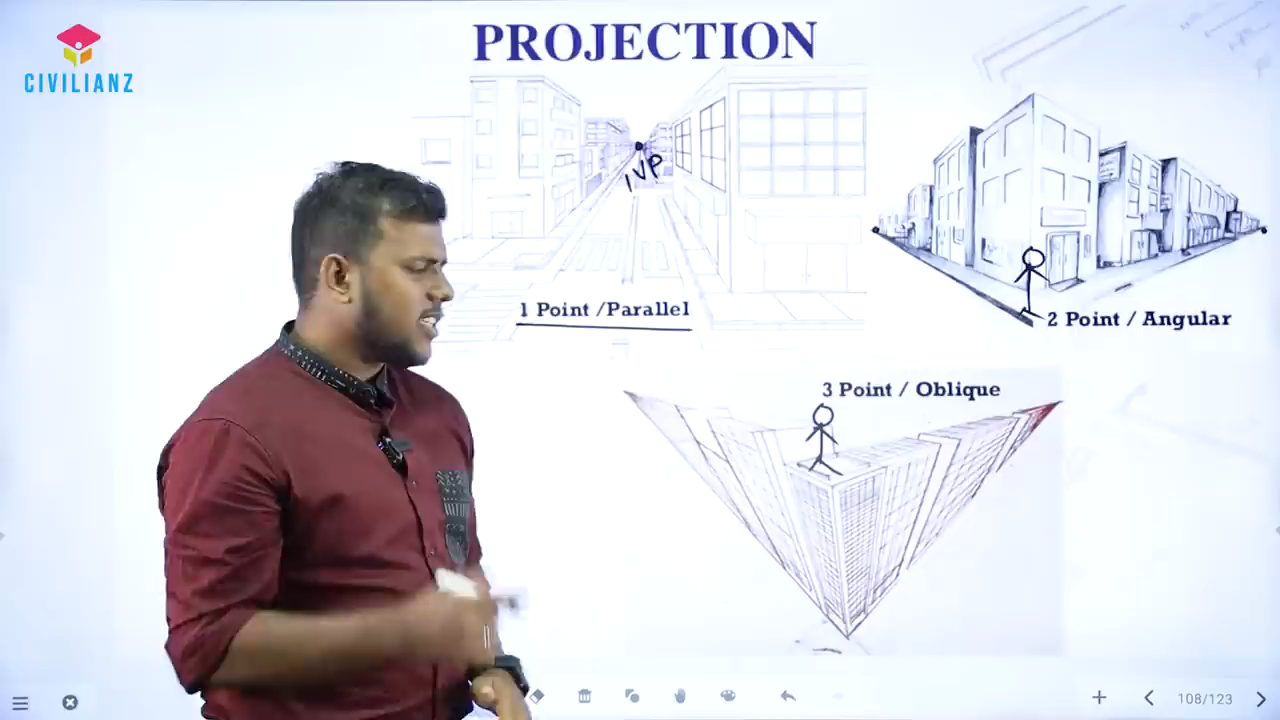 CIVILIANZ
PROJECTION
1VP
1 Point /Parallel
2 Point / Angular
3 Point / Oblique
108/123